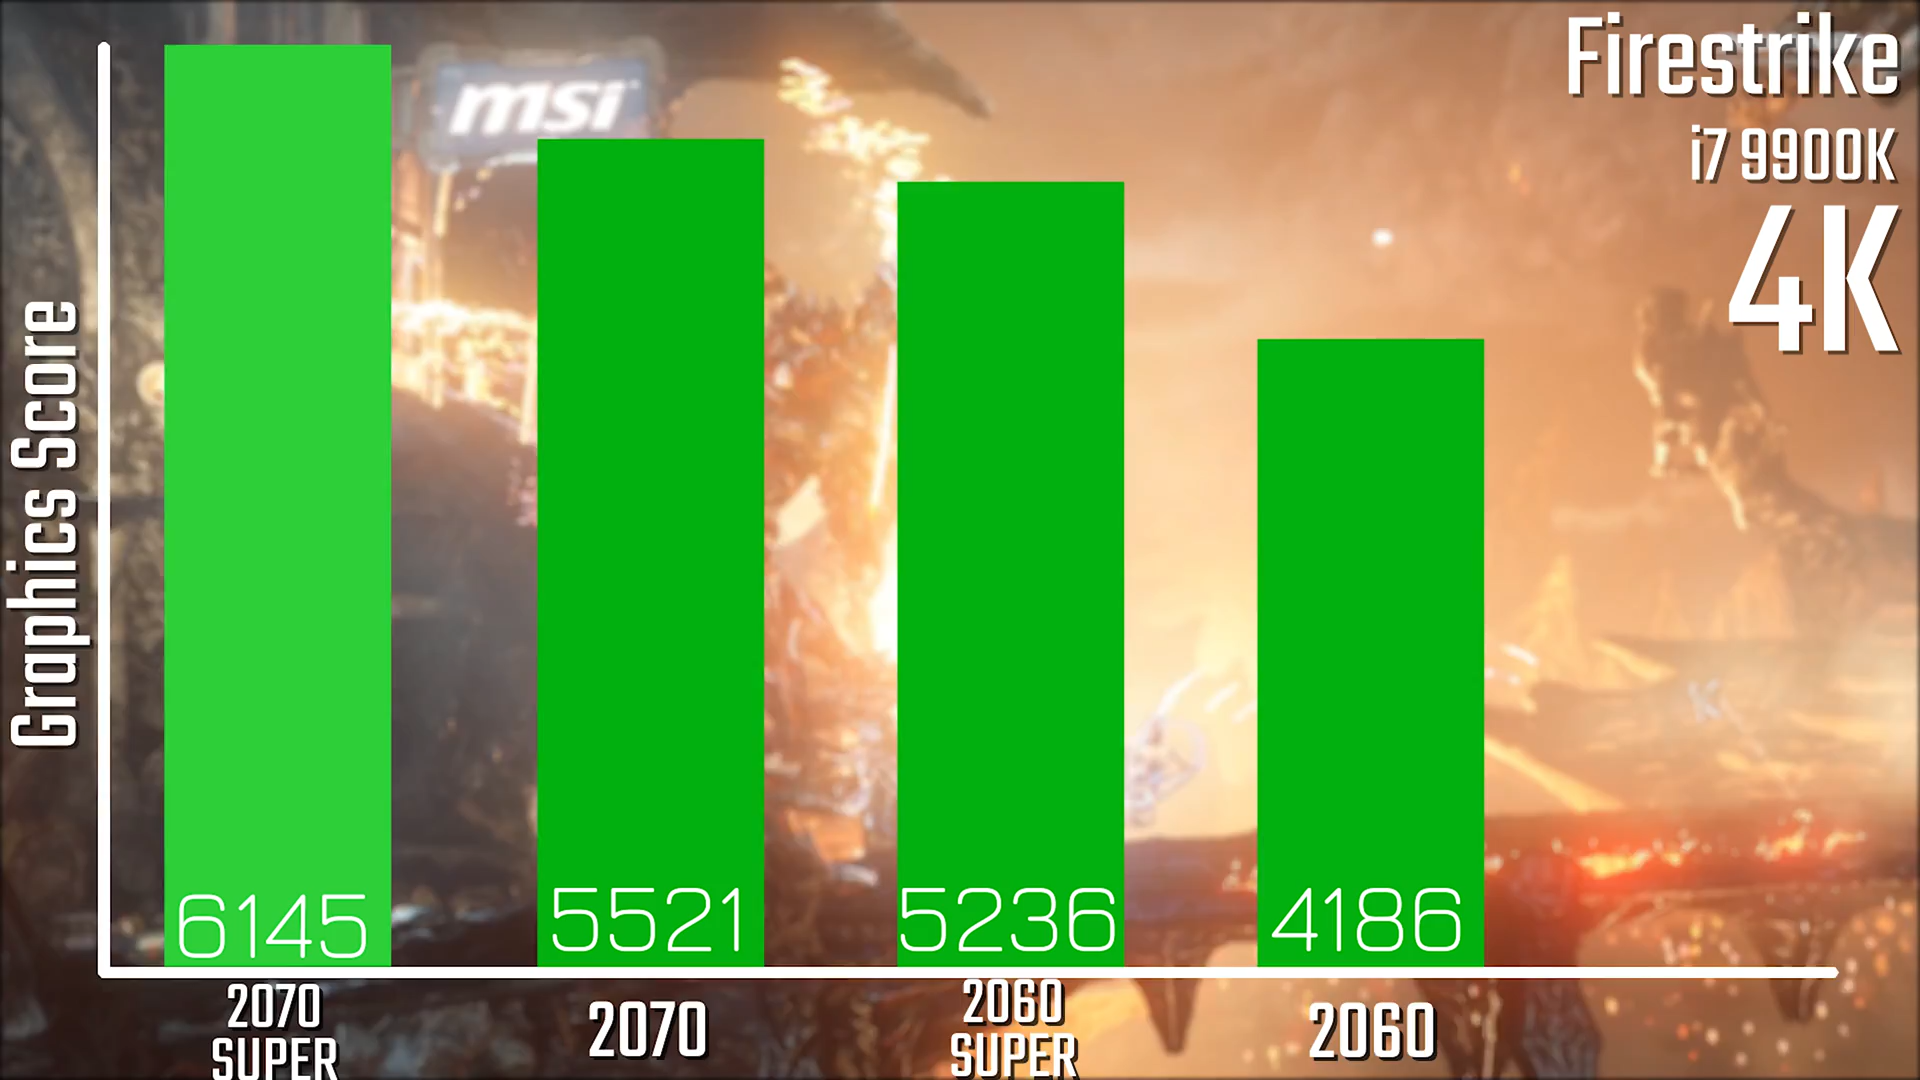 Firestrike
i7 9900K
4K
msi
Graphics Score
6145
5521
5236
4186
2070
SUPER
2070
2060
SUPER
2060